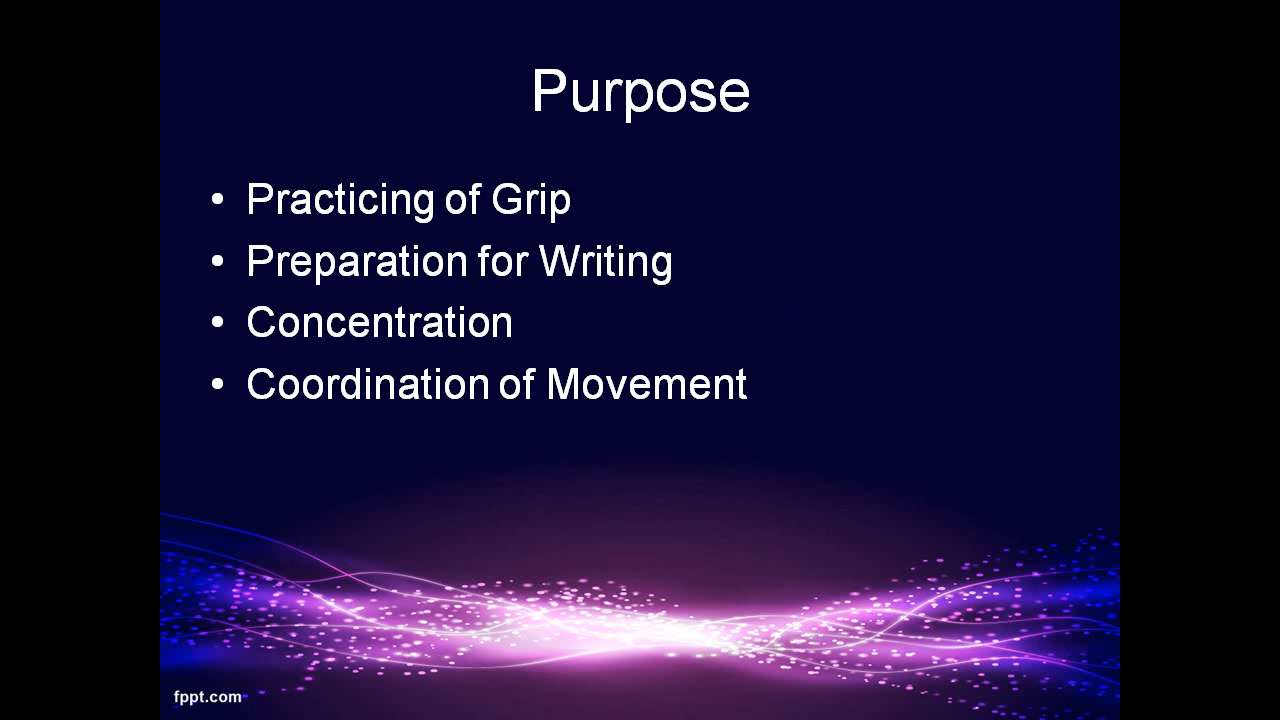 Purpose
• Practicing of Grip
• Preparation for Writing
• Concentration
• Coordination of Movement
fppt.com